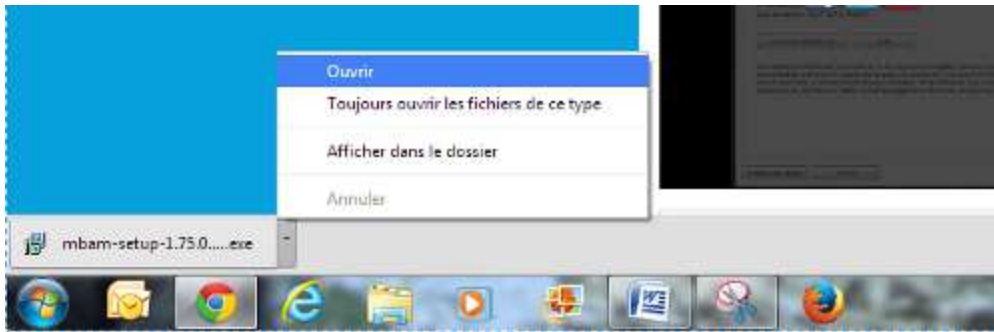 Ouvrir
Toujours ouvrir les fichiers de ce type
Afficher dans le dossier
Annuler
mbam-setup-1.75.0.....exe